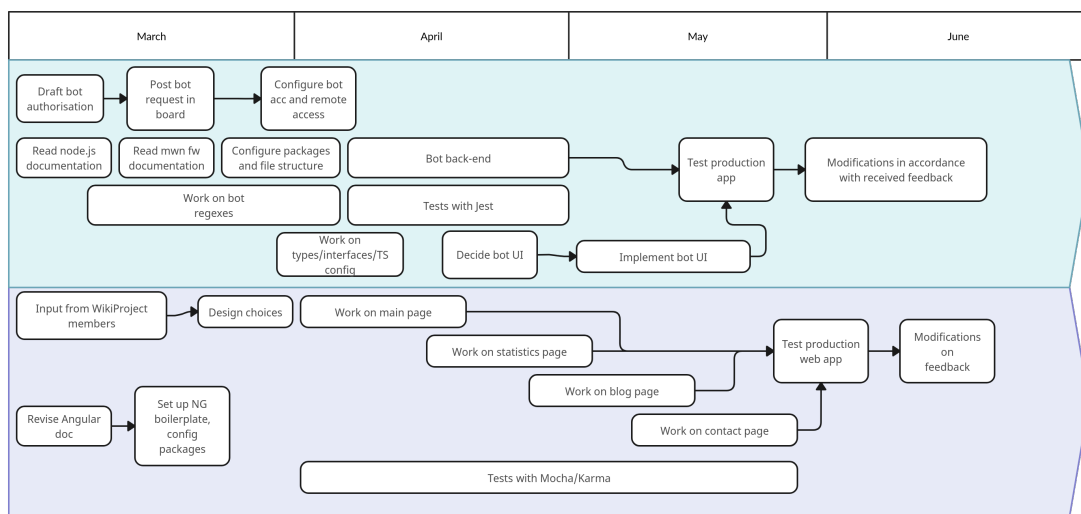 March
April
May
June
Draft bot
authorisation
Post bot
request in
board
Configure bot
acc and remote
access
Read node.js
documentation
Read mwn fw
documentation
Configure packages
and file structure
Bot back-end
Test production
app
Modifications in accordance
with received feedback
Work on bot
regexes
Tests with Jest
Work on
types/interfaces/TS
config
Decide bot UI
Implement bot UI
Input from WikiProject
members
Design choices
Work on main page
Work on statistics page
Test production
web app
Modifications
on
feedback
Work on blog page
Revise Angular
doc
Set up NG
boilerplate,
config
packages
Work on contact page
Tests with Mocha/Karma